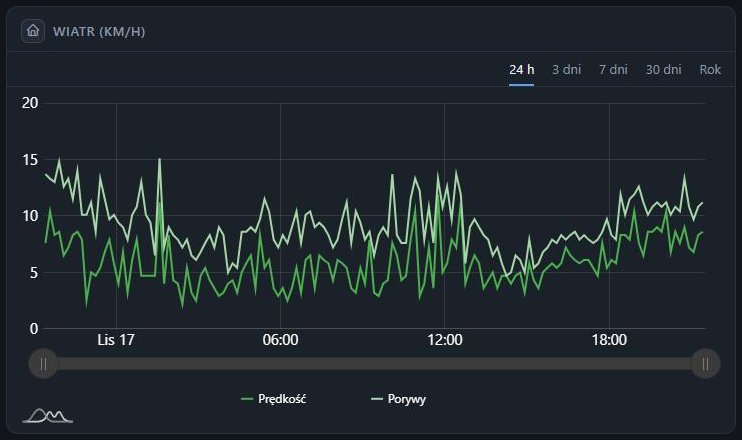 WIATR (KM/H)
24 h 3 dni 7 dni 30 dni Rok
20
15
10
5
0
Lis 17 06:00 12:00 18:00
Prędkość Porywy